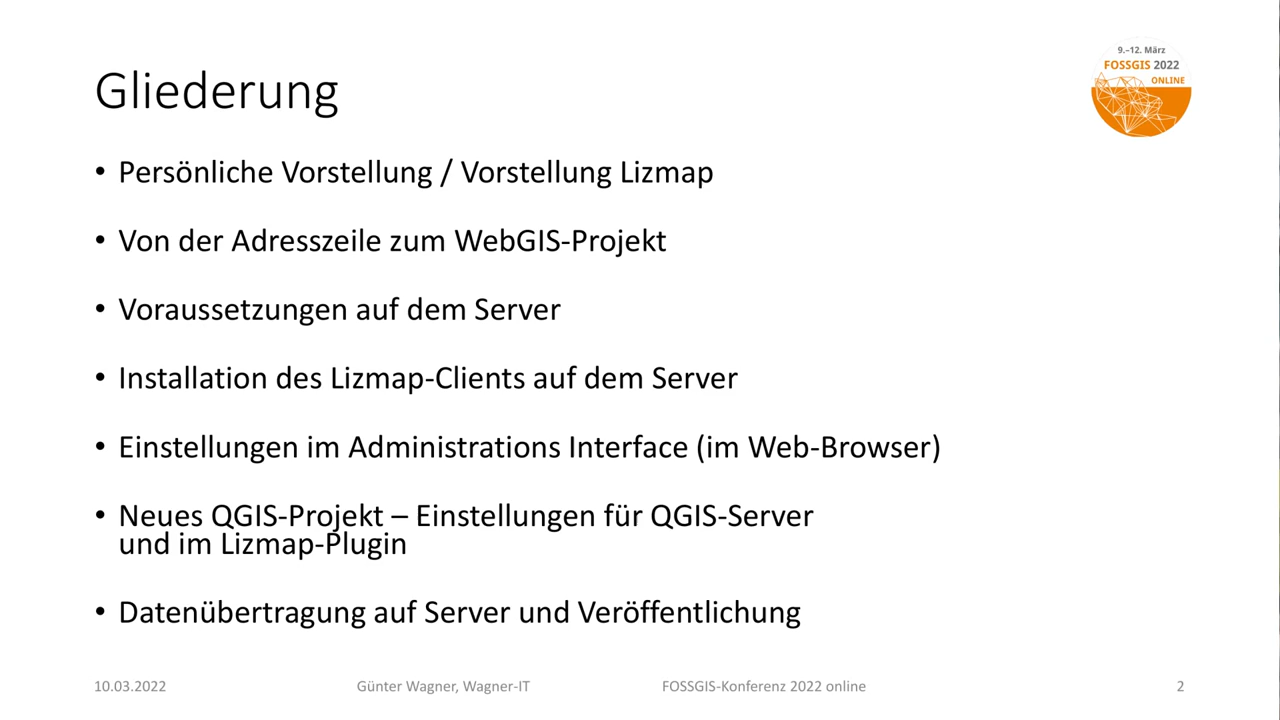 Gliederung
9.–12. März
FOSSGIS 2022
ONLINE
• Persönliche Vorstellung / Vorstellung Lizmap
• Von der Adresszeile zum WebGIS-Projekt
• Voraussetzungen auf dem Server
• Installation des Lizmap-Clients auf dem Server
• Einstellungen im Administrations Interface (im Web-Browser)
• Neues QGIS-Projekt – Einstellungen für QGIS-Server
und im Lizmap-Plugin
• Datenübertragung auf Server und Veröffentlichung
10.03.2022 Günter Wagner, Wagner-IT FOSSGIS-Konferenz 2022 online 2